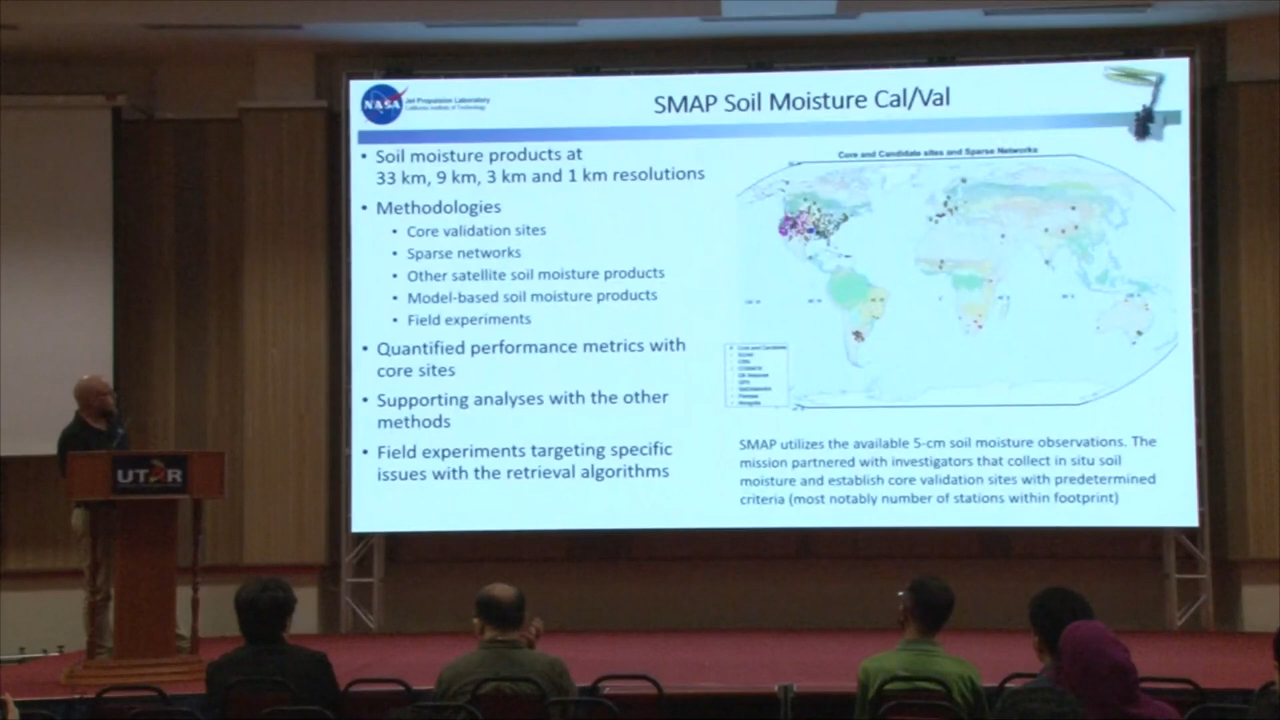 NASA
Jet Propulsion Laboratory
California Institute of Technology
SMAP Soil Moisture Cal/Val
• Soil moisture products at
33 km, 9 km, 3 km and 1 km resolutions
• Methodologies
• Core validation sites
• Sparse networks
• Other satellite soil moisture products
• Model-based soil moisture products
• Field experiments
• Quantified performance metrics with
core sites
• Supporting analyses with the other
methods
• Field experiments targeting specific
issues with the retrieval algorithms
Core and Candidate sites and Sparse Networks
Core and Candidate
SMAP utilizes the available 5-cm soil moisture observations. The
mission partnered with investigators that collect in situ soil
moisture and establish core validation sites with predetermined
criteria (most notably number of stations within footprint)
UTAR